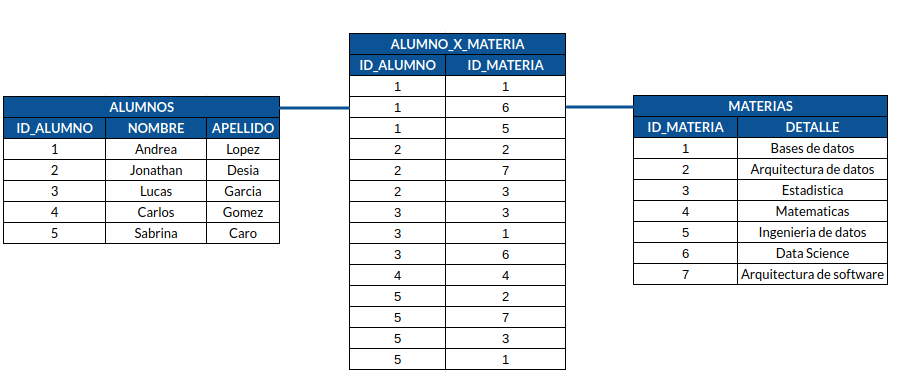 ALUMNOS
ID_ALUMNO NOMBRE APELLIDO
1 Andrea Lopez
2 Jonathan Desia
3 Lucas Garcia
4 Carlos Gomez
5 Sabrina Caro
ALUMNO_X_MATERIA
ID_ALUMNO ID_MATERIA
1 1
1 6
1 5
2 2
2 7
2 3
3 3
3 1
3 6
4 4
5 2
5 7
5 3
5 1
MATERIAS
ID_MATERIA DETALLE
1 Bases de datos
2 Arquitectura de datos
3 Estadistica
4 Matematicas
5 Ingenieria de datos
6 Data Science
7 Arquitectura de software